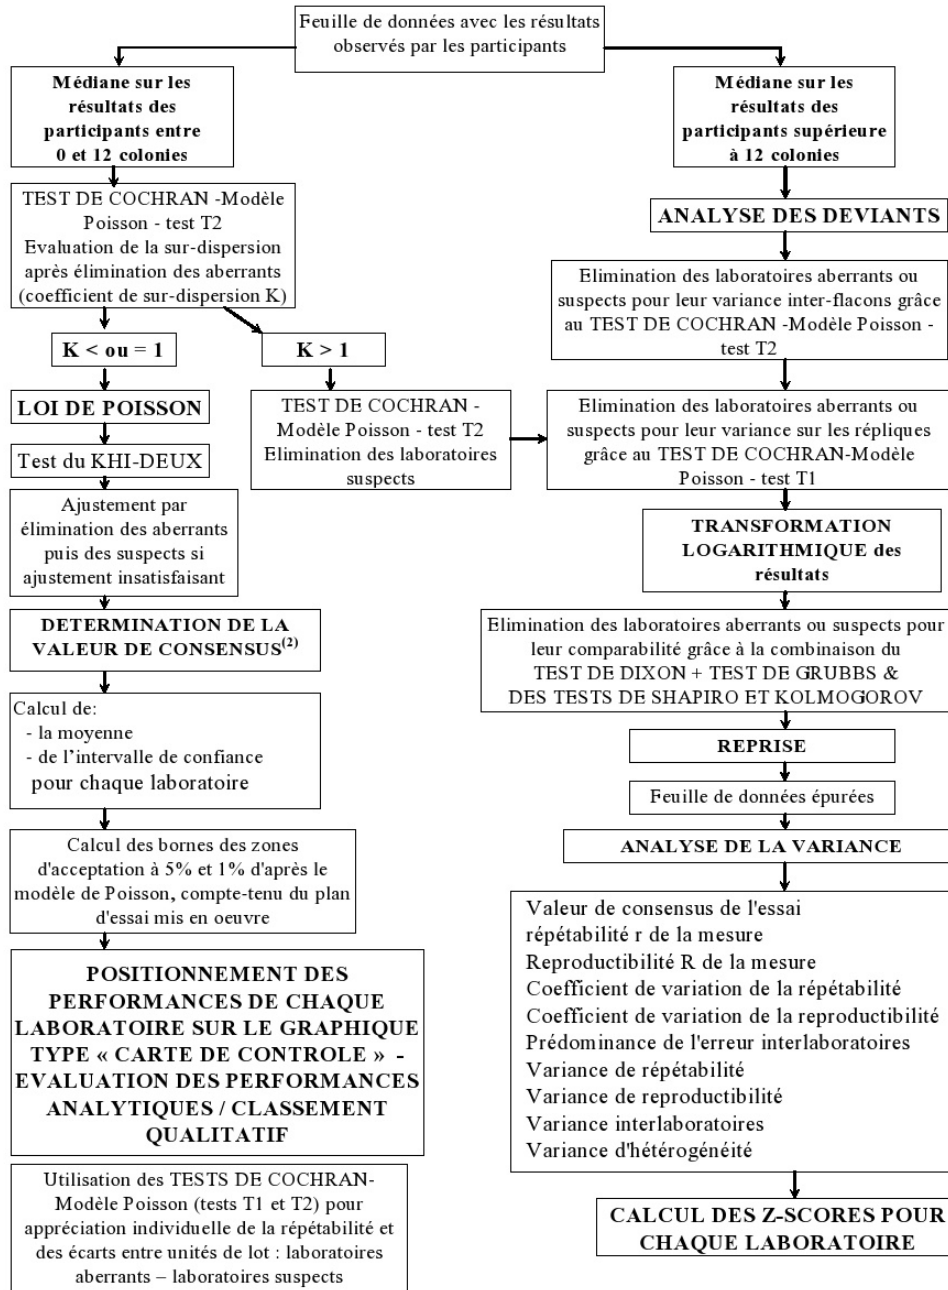 Feuille de données avec les résultats
observés par les participants
Médiane sur les
résultats des
participants entre
0 et 12 colonies
TEST DE COCHRAN -Modèle
Poisson - test T2
Evaluation de la sur-dispersion
après élimination des aberrants
(coefficient de sur-dispersion K)
K < ou = 1
K > 1
LOI DE POISSON
Test du KHI-DEUX
TEST DE COCHRAN -
Modèle Poisson - test T2
Elimination des laboratoires
suspects
Ajustement par
élimination des aberrants
puis des suspects si
ajustement insatisfaisant
DETERMINATION DE LA
VALEUR DE CONSENSUS(2)
Calcul de:
- la moyenne
- de l'intervalle de confiance
pour chaque laboratoire
Calcul des bornes des zones
d'acceptation à 5% et 1% d'après le
modèle de Poisson, compte-tenu du plan
d'essai mis en oeuvre
POSITIONNEMENT DES
PERFORMANCES DE CHAQUE
LABORATOIRE SUR LE GRAPHIQUE
TYPE « CARTE DE CONTROLE » -
EVALUATION DES PERFORMANCES
ANALYTIQUES / CLASSEMENT
QUALITATIF
Utilisation des TESTS DE COCHRAN-
Modèle Poisson (tests T1 et T2) pour
appréciation individuelle de la répétabilité et
des écarts entre unités de lot : laboratoires
aberrants – laboratoires suspects
Médiane sur les
résultats des
participants supérieure
à 12 colonies
ANALYSE DES DEVIANTS
Elimination des laboratoires aberrants ou
suspects pour leur variance inter-flacons grâce
au TEST DE COCHRAN -Modèle Poisson -
test T2
Elimination des laboratoires aberrants ou
suspects pour leur variance sur les répliques
grâce au TEST DE COCHRAN-Modèle
Poisson - test T1
TRANSFORMATION
LOGARITHMIQUE des
résultats
Elimination des laboratoires aberrants ou suspects pour
leur comparabilité grâce à la combinaison du
TEST DE DIXON + TEST DE GRUBBS &
DES TESTS DE SHAPIRO ET KOLMOGOROV
REPRISE
Feuille de données épurées
ANALYSE DE LA VARIANCE
Valeur de consensus de l'essai
répétabilité r de la mesure
Reproductibilité R de la mesure
Coefficient de variation de la répétabilité
Coefficient de variation de la reproductibilité
Prédominance de l'erreur interlaboratoires
Variance de répétabilité
Variance de reproductibilité
Variance interlaboratoires
Variance d'hétérogénéité
CALCUL DES Z-SCORES POUR
CHAQUE LABORATOIRE